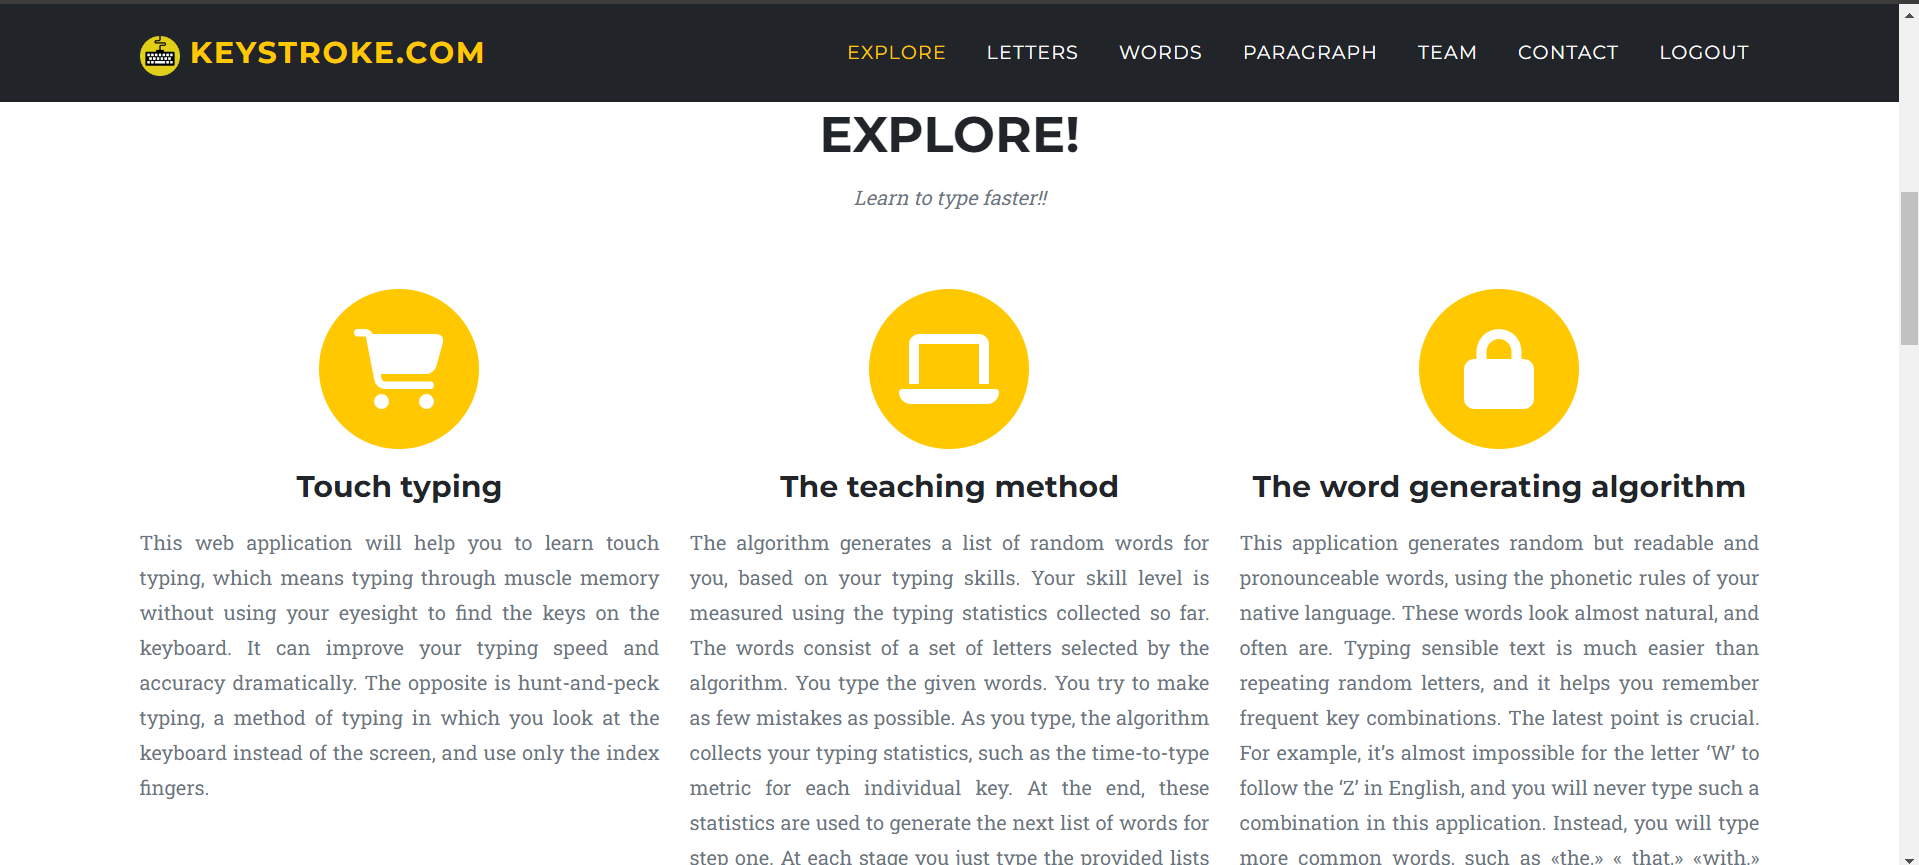 KEYSTROKE.COM
EXPLORE
LETTERS
WORDS
PARAGRAPH
TEAM
CONTACT
LOGOUT
EXPLORE!
Learn to type faster!!
Touch typing
This web application will help you to learn touch
typing, which means typing through muscle memory
without using your eyesight to find the keys on the
keyboard. It can improve your typing speed and
accuracy dramatically. The opposite is hunt-and-peck
typing, a method of typing in which you look at the
keyboard instead of the screen, and use only the index
fingers.
The teaching method
The algorithm generates a list of random words for
you, based on your typing skills. Your skill level is
measured using the typing statistics collected so far.
The words consist of a set of letters selected by the
algorithm. You type the given words. You try to make
as few mistakes as possible. As you type, the algorithm
collects your typing statistics, such as the time-to-type
metric for each individual key. At the end, these
statistics are used to generate the next list of words for
step one. At each stage you just type the provided lists
The word generating algorithm
This application generates random but readable and
pronounceable words, using the phonetic rules of your
native language. These words look almost natural, and
often are. Typing sensible text is much easier than
repeating random letters, and it helps you remember
frequent key combinations. The latest point is crucial.
For example, it’s almost impossible for the letter ‘W’ to
follow the ‘Z’ in English, and you will never type such a
combination in this application. Instead, you will type
more common words, such as «the,» « that,» «with,»